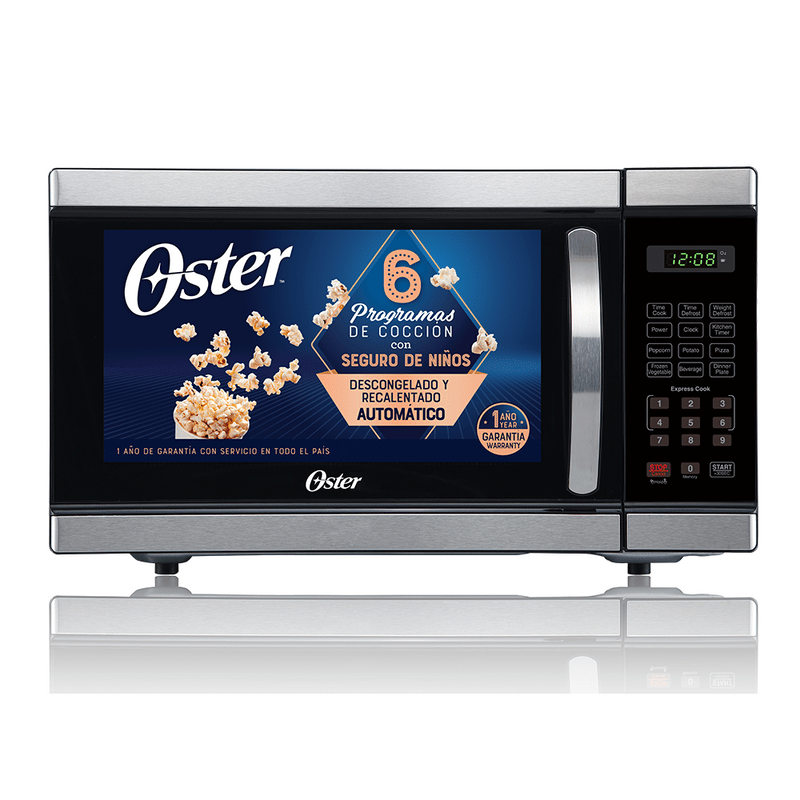 Oster
™
6
Programas
DE COCCIÓN
con
SEGURO DE NIÑOS
DESCONGELADO Y
RECALENTADO
AUTOMÁTICO
1 AÑO
YEAR
GARANTIA
WARRANTY
1 AÑO DE GARANTÍA CON SERVICIO EN TODO EL PAÍS
Oster
12:08
Time Cook
Time Defrost
Weight Defrost
Power
Clock
Kitchen Timer
Popcorn
Potato
Pizza
Frozen Vegetable
Beverage
Dinner Plate
Express Cook
1 2 3
4 5 6
7 8 9
STOP
0
START
Memory